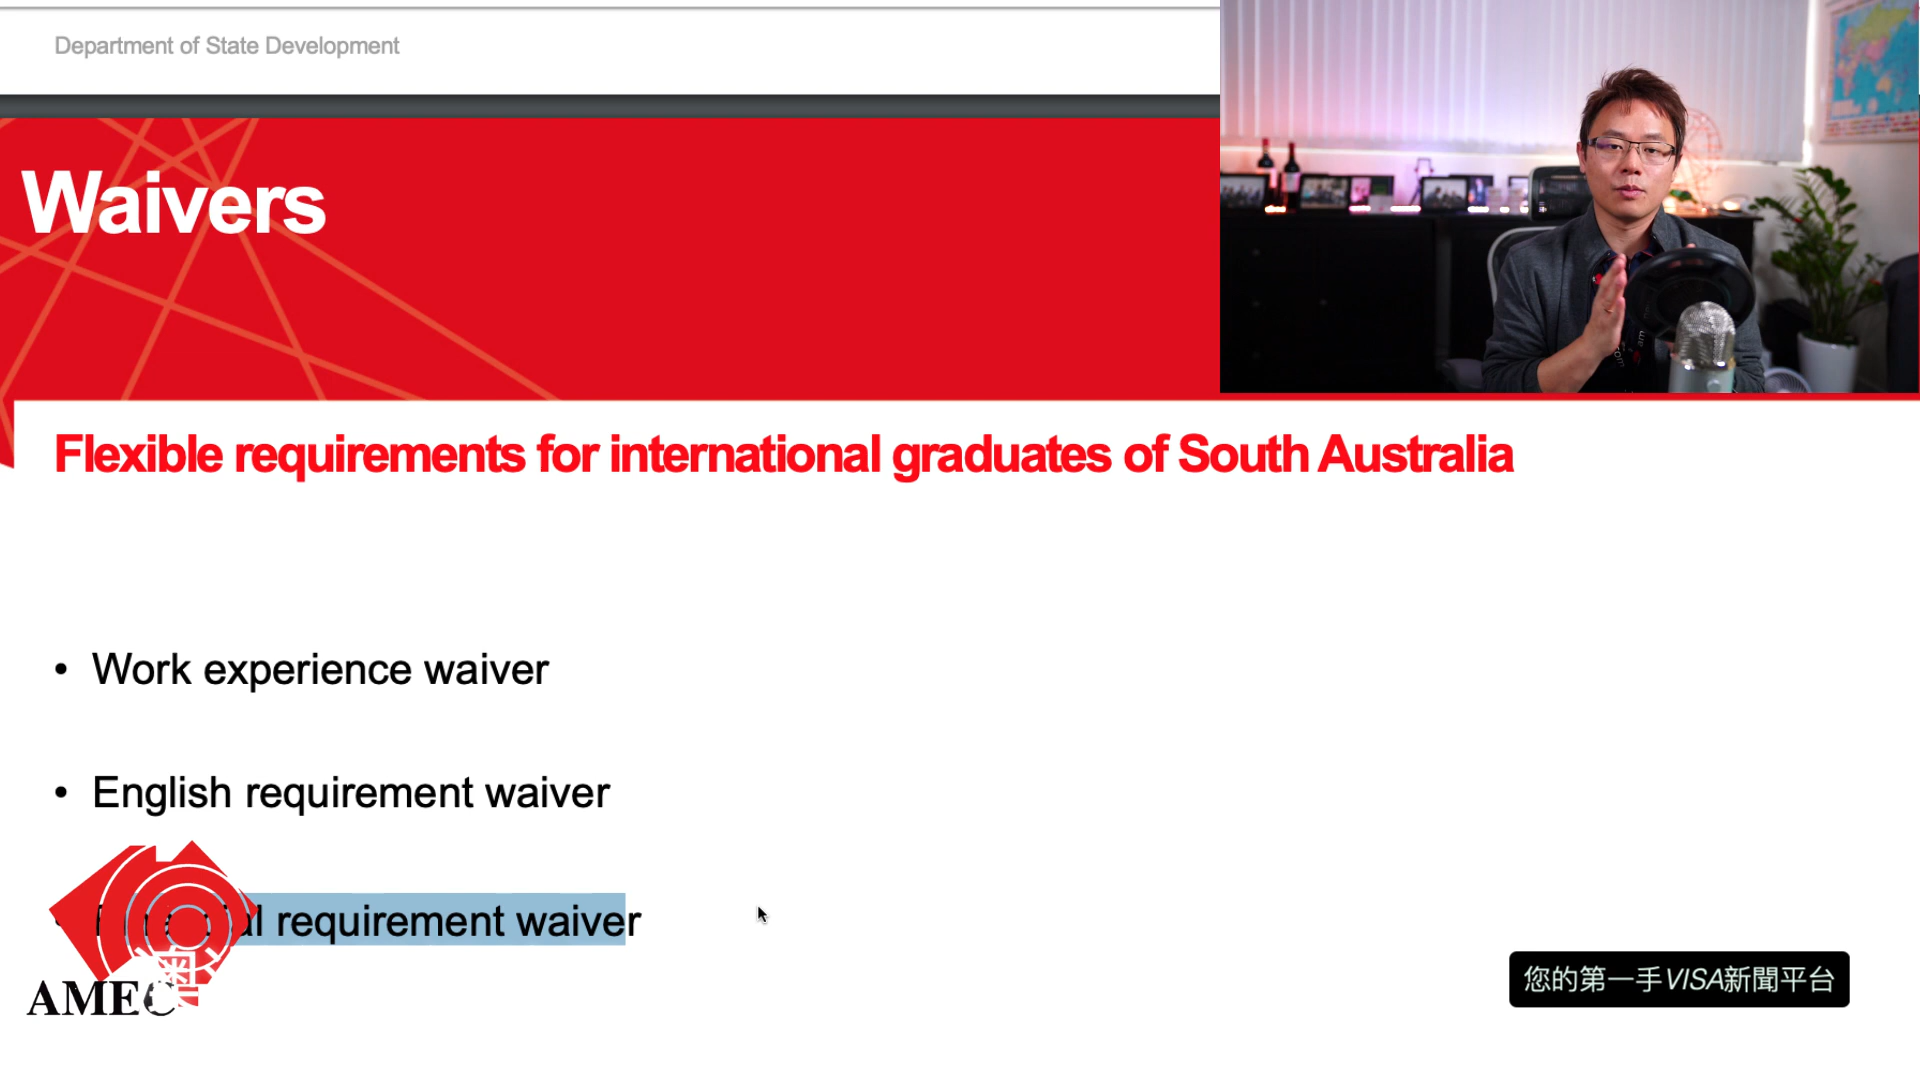 Department of State Development
Waivers
Flexible requirements for international graduates of South Australia
• Work experience waiver
• English requirement waiver
requirement waiver
AMEC
您的第一手VISA新聞平台